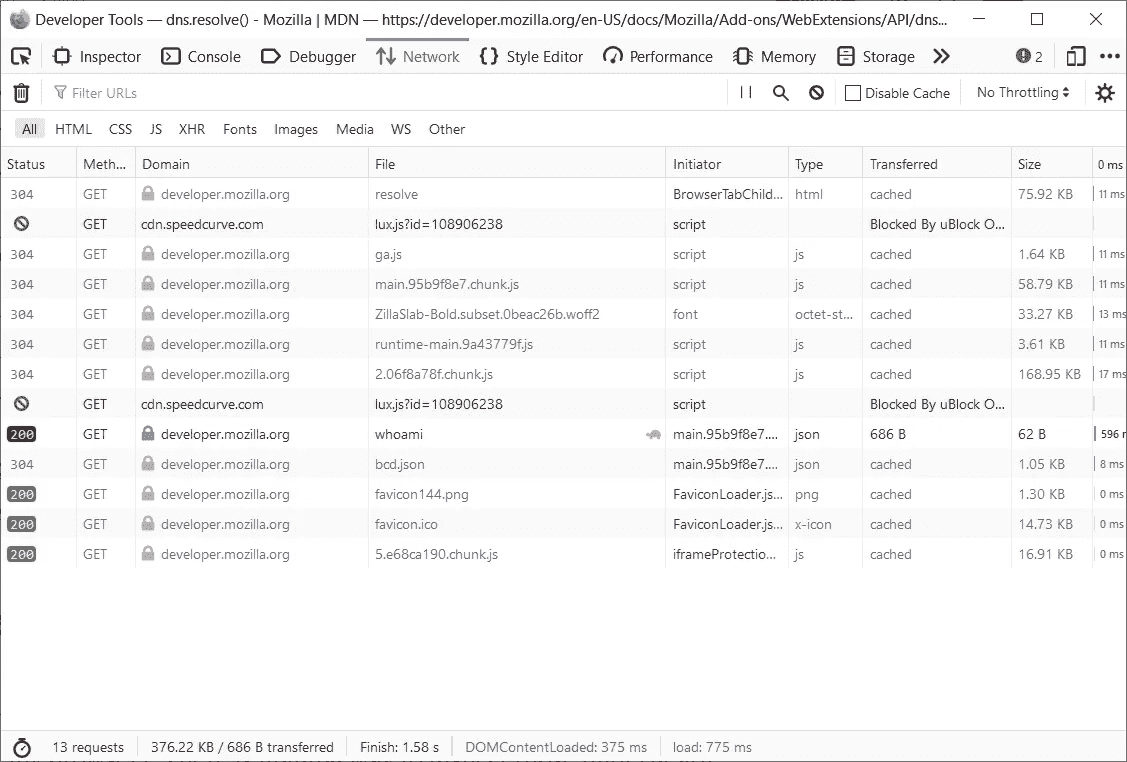 Developer Tools — dns.resolve() - Mozilla | MDN — https://developer.mozilla.org/en-US/docs/Mozilla/Add-ons/WebExtensions/API/dns...
Inspector Console Debugger Network {} Style Editor Performance Memory Storage 2
Filter URLs Disable Cache No Throttling
All HTML CSS JS XHR Fonts Images Media WS Other
Status Meth... Domain File Initiator Type Transferred Size 0 ms
304 GET developer.mozilla.org resolve BrowserTabChild... html cached 75.92 KB 11 ms
GET cdn.speedcurve.com lux.js?id=108906238 script Blocked By uBlock O...
304 GET developer.mozilla.org ga.js script js cached 1.64 KB 11 ms
304 GET developer.mozilla.org main.95b9f8e7.chunk.js script js cached 58.79 KB 11 ms
304 GET developer.mozilla.org ZillaSlab-Bold.subset.0beac26b.woff2 font octet-st... cached 33.27 KB 13 ms
304 GET developer.mozilla.org runtime-main.9a43779f.js script js cached 3.61 KB 11 ms
304 GET developer.mozilla.org 2.06f8a78f.chunk.js script js cached 168.95 KB 17 ms
GET cdn.speedcurve.com lux.js?id=108906238 script Blocked By uBlock O...
200 GET developer.mozilla.org whoami main.95b9f8e7.... json 686 B 62 B 596
304 GET developer.mozilla.org bcd.json main.95b9f8e7.... json cached 1.05 KB 8 ms
200 GET developer.mozilla.org favicon144.png FaviconLoader.js... png cached 1.30 KB 0 ms
200 GET developer.mozilla.org favicon.ico FaviconLoader.js... x-icon cached 14.73 KB 0 ms
200 GET developer.mozilla.org 5.e68ca190.chunk.js iframeProtectio... js cached 16.91 KB 0 ms
13 requests 376.22 KB / 686 B transferred Finish: 1.58 s DOMContentLoaded: 375 ms load: 775 ms